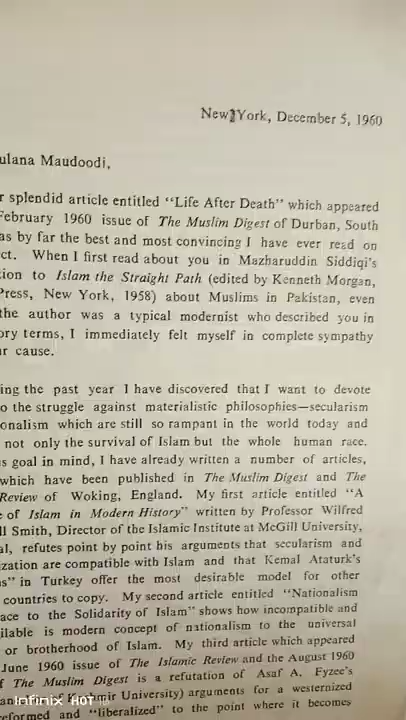 New York, December 5, 1960
ulana Maudoodi,
r splendid article entitled "Life After Death" which appeared
February 1960 issue of The Muslim Digest of Durban, South
as by far the best and most convincing I have ever read on
ct. When I first read about you in Mazharuddin Siddiqi's
tion to Islam the Straight Path (edited by Kenneth Morgan,
Press, New York, 1958) about Muslims in Pakistan, even
the author was a typical modernist who described you in
ory terms, I immediately felt myself in complete sympathy
ur cause.
ing the past year I have discovered that I want to devote
o the struggle against materialistic philosophies—secularism
onalism which are still so rampant in the world today and
not only the survival of Islam but the whole human race.
s goal in mind, I have already written a number of articles,
which have been published in The Muslim Digest and The
Review of Woking, England. My first article entitled "A
e of Islam in Modern History" written by Professor Wilfred
ll Smith, Director of the Islamic Institute at McGill University,
al, refutes point by point his arguments that secularism and
ization are compatible with Islam and that Kemal Ataturk's
s" in Turkey offer the most desirable model for other
countries to copy. My second article entitled "Nationalism
ace to the Solidarity of Islam" shows how incompatible and
ilable is modern concept of nationalism to the universal
or brotherhood of Islam. My third article which appeared
June 1960 issue of The Islamic Review and the August 1960
f The Muslim Digest is a refutation of Asaf A. Fyzee's
Kashmir University) arguments for a westernized
reformed and "liberalized" to the point where it becomes
Infinix HOT